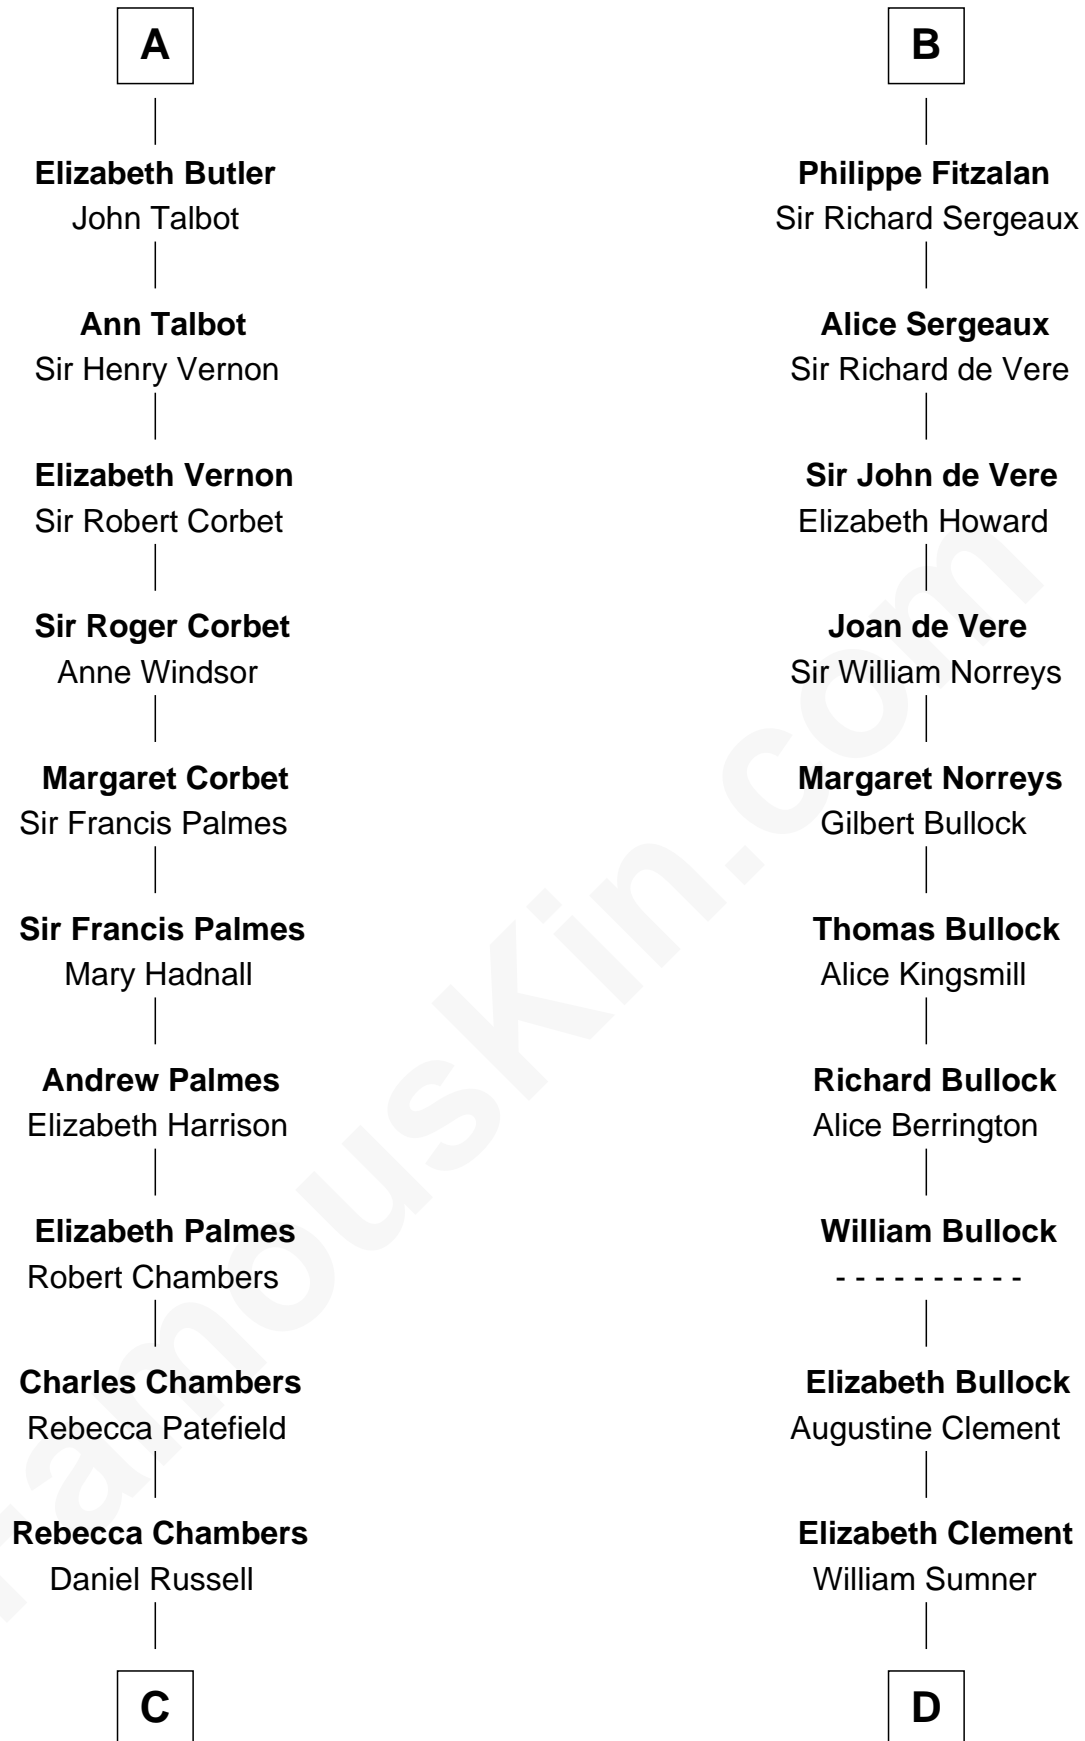 A
Elizabeth Butler
John Talbot
Ann Talbot
Sir Henry Vernon
Elizabeth Vernon
Sir Robert Corbet
Sir Roger Corbet
Anne Windsor
Margaret Corbet
Sir Francis Palmes
Sir Francis Palmes
Mary Hadnall
Andrew Palmes
Elizabeth Harrison
Elizabeth Palmes
Robert Chambers
Charles Chambers
Rebecca Patefield
Rebecca Chambers
Daniel Russell
C
B
Philippe Fitzalan
Sir Richard Sergeaux
Alice Sergeaux
Sir Richard de Vere
Sir John de Vere
Elizabeth Howard
Joan de Vere
Sir William Norreys
Margaret Norreys
Gilbert Bullock
Thomas Bullock
Alice Kingsmill
Richard Bullock
Alice Berrington
William Bullock
- - - - - - - - - -
Elizabeth Bullock
Augustine Clement
Elizabeth Clement
William Sumner
D
FamousKin.com